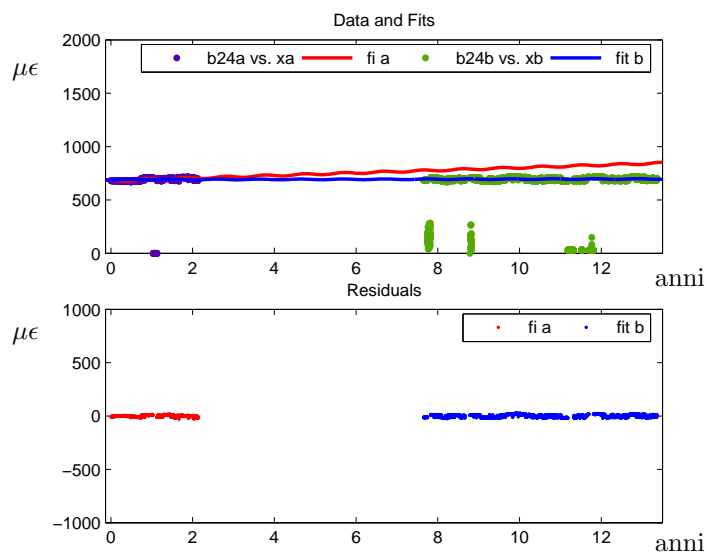 Data and Fits
με
2000
1500
1000
500
0
b24a vs. xa fi a b24b vs. xb fit b
0 2 4 6 8 10 12
anni
Residuals
με
1000
500
0
−500
−1000
fi a fit b
0 2 4 6 8 10 12
anni